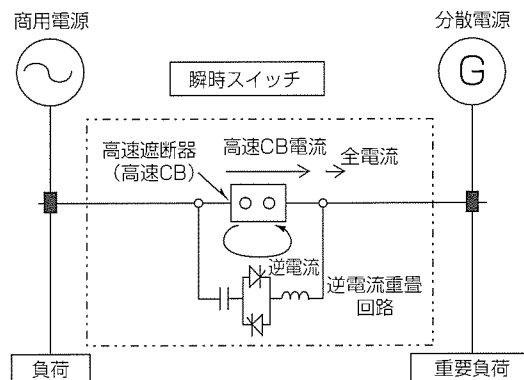 商用電源
分散電源
G
瞬時スイッチ
高速遮断器
(高速CB)
高速CB電流
全電流
逆電流
逆電流重畳
回路
負荷
重要負荷